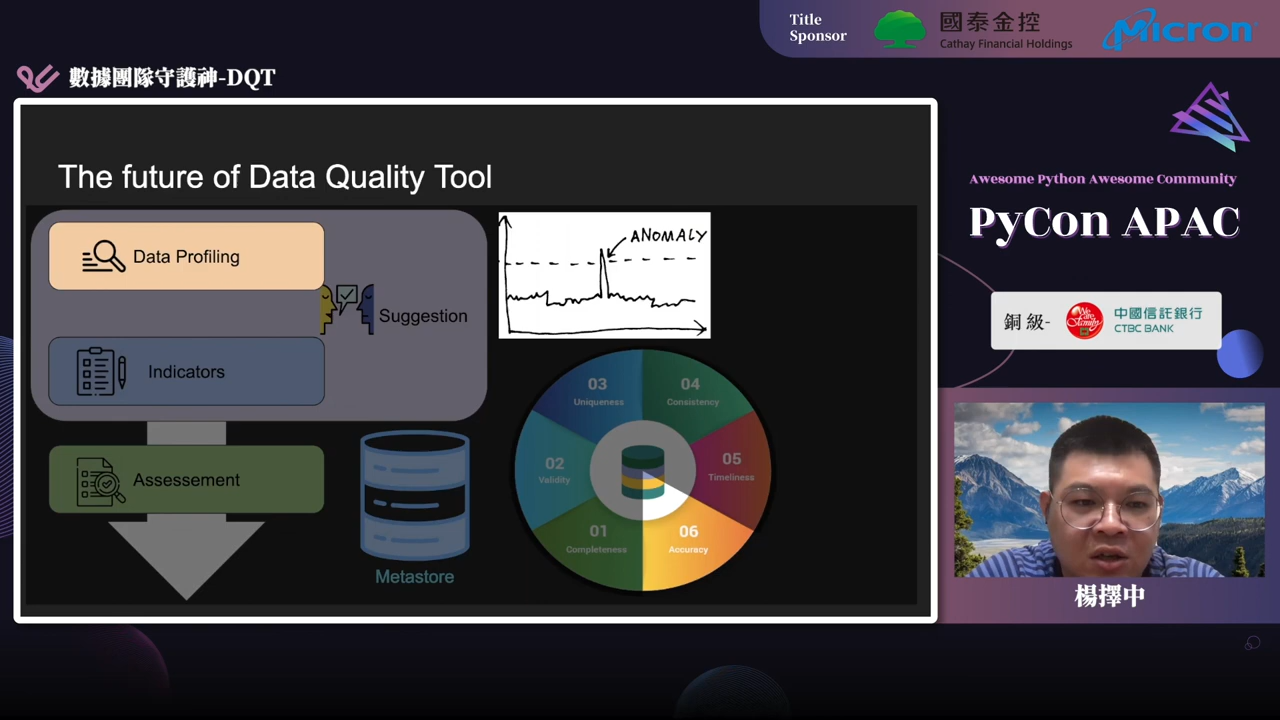 Title
Sponsor
國泰金控
Cathay Financial Holdings
Micron
數據團隊守護神-DQT
The future of Data Quality Tool
Data Profiling
Suggestion
Indicators
Assessement
Metastore
ANOMALY
03
Uniqueness
04
Consistency
02
Validity
05
Timeliness
01
Completeness
06
Accuracy
Awesome Python Awesome Community
PyCon APAC
銅級-
We are family
中國信託銀行
CTBC BANK
楊擇中